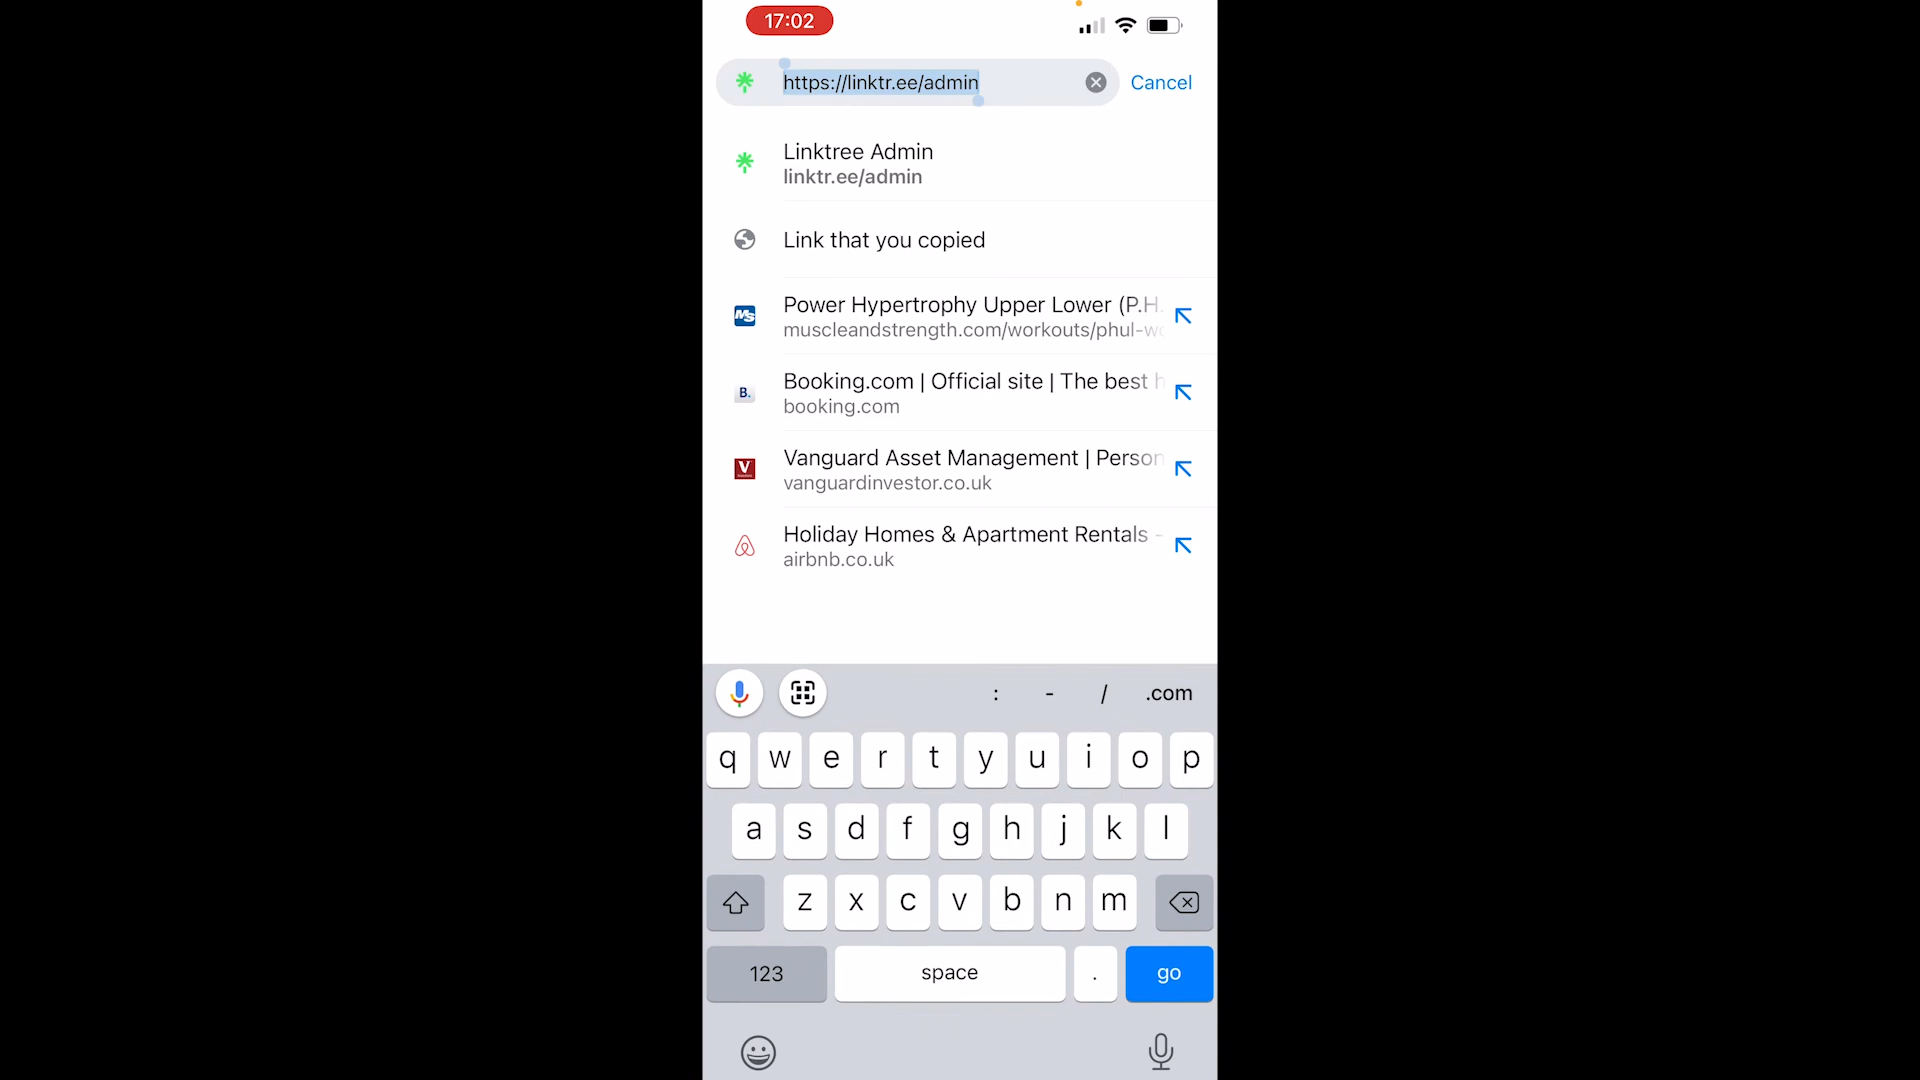 17:02
https://linktr.ee/admin
Cancel
Linktree Admin
linktr.ee/admin
Link that you copied
Power Hypertrophy Upper Lower (P.H.
muscleandstrength.com/workouts/phul-wo
Booking.com | Official site | The best h
booking.com
Vanguard Asset Management | Person
vanguardinvestor.co.uk
Holiday Homes & Apartment Rentals -
airbnb.co.uk
: - / .com
q w e r t y u i o p
a s d f g h j k l
z x c v b n m
123 space . go